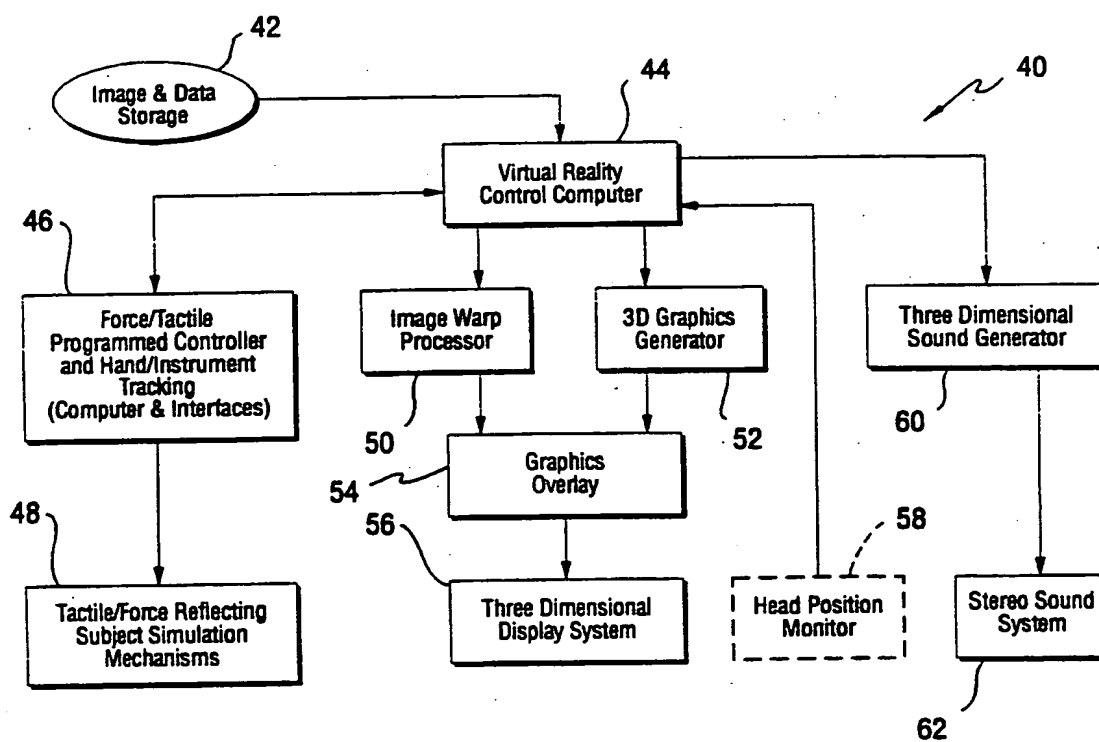 42
Image & Data
Storage
44
40
Virtual Reality
Control Computer
46
Force/Tactile
Programmed Controller
and Hand/Instrument
Tracking
(Computer & Interfaces)
Image Warp
Processor
3D Graphics
Generator
Three Dimensional
Sound Generator
50
52
60
54
Graphics
Overlay
48
56
58
Tactile/Force Reflecting
Subject Simulation
Mechanisms
Three Dimensional
Display System
Head Position
Monitor
Stereo Sound
System
62